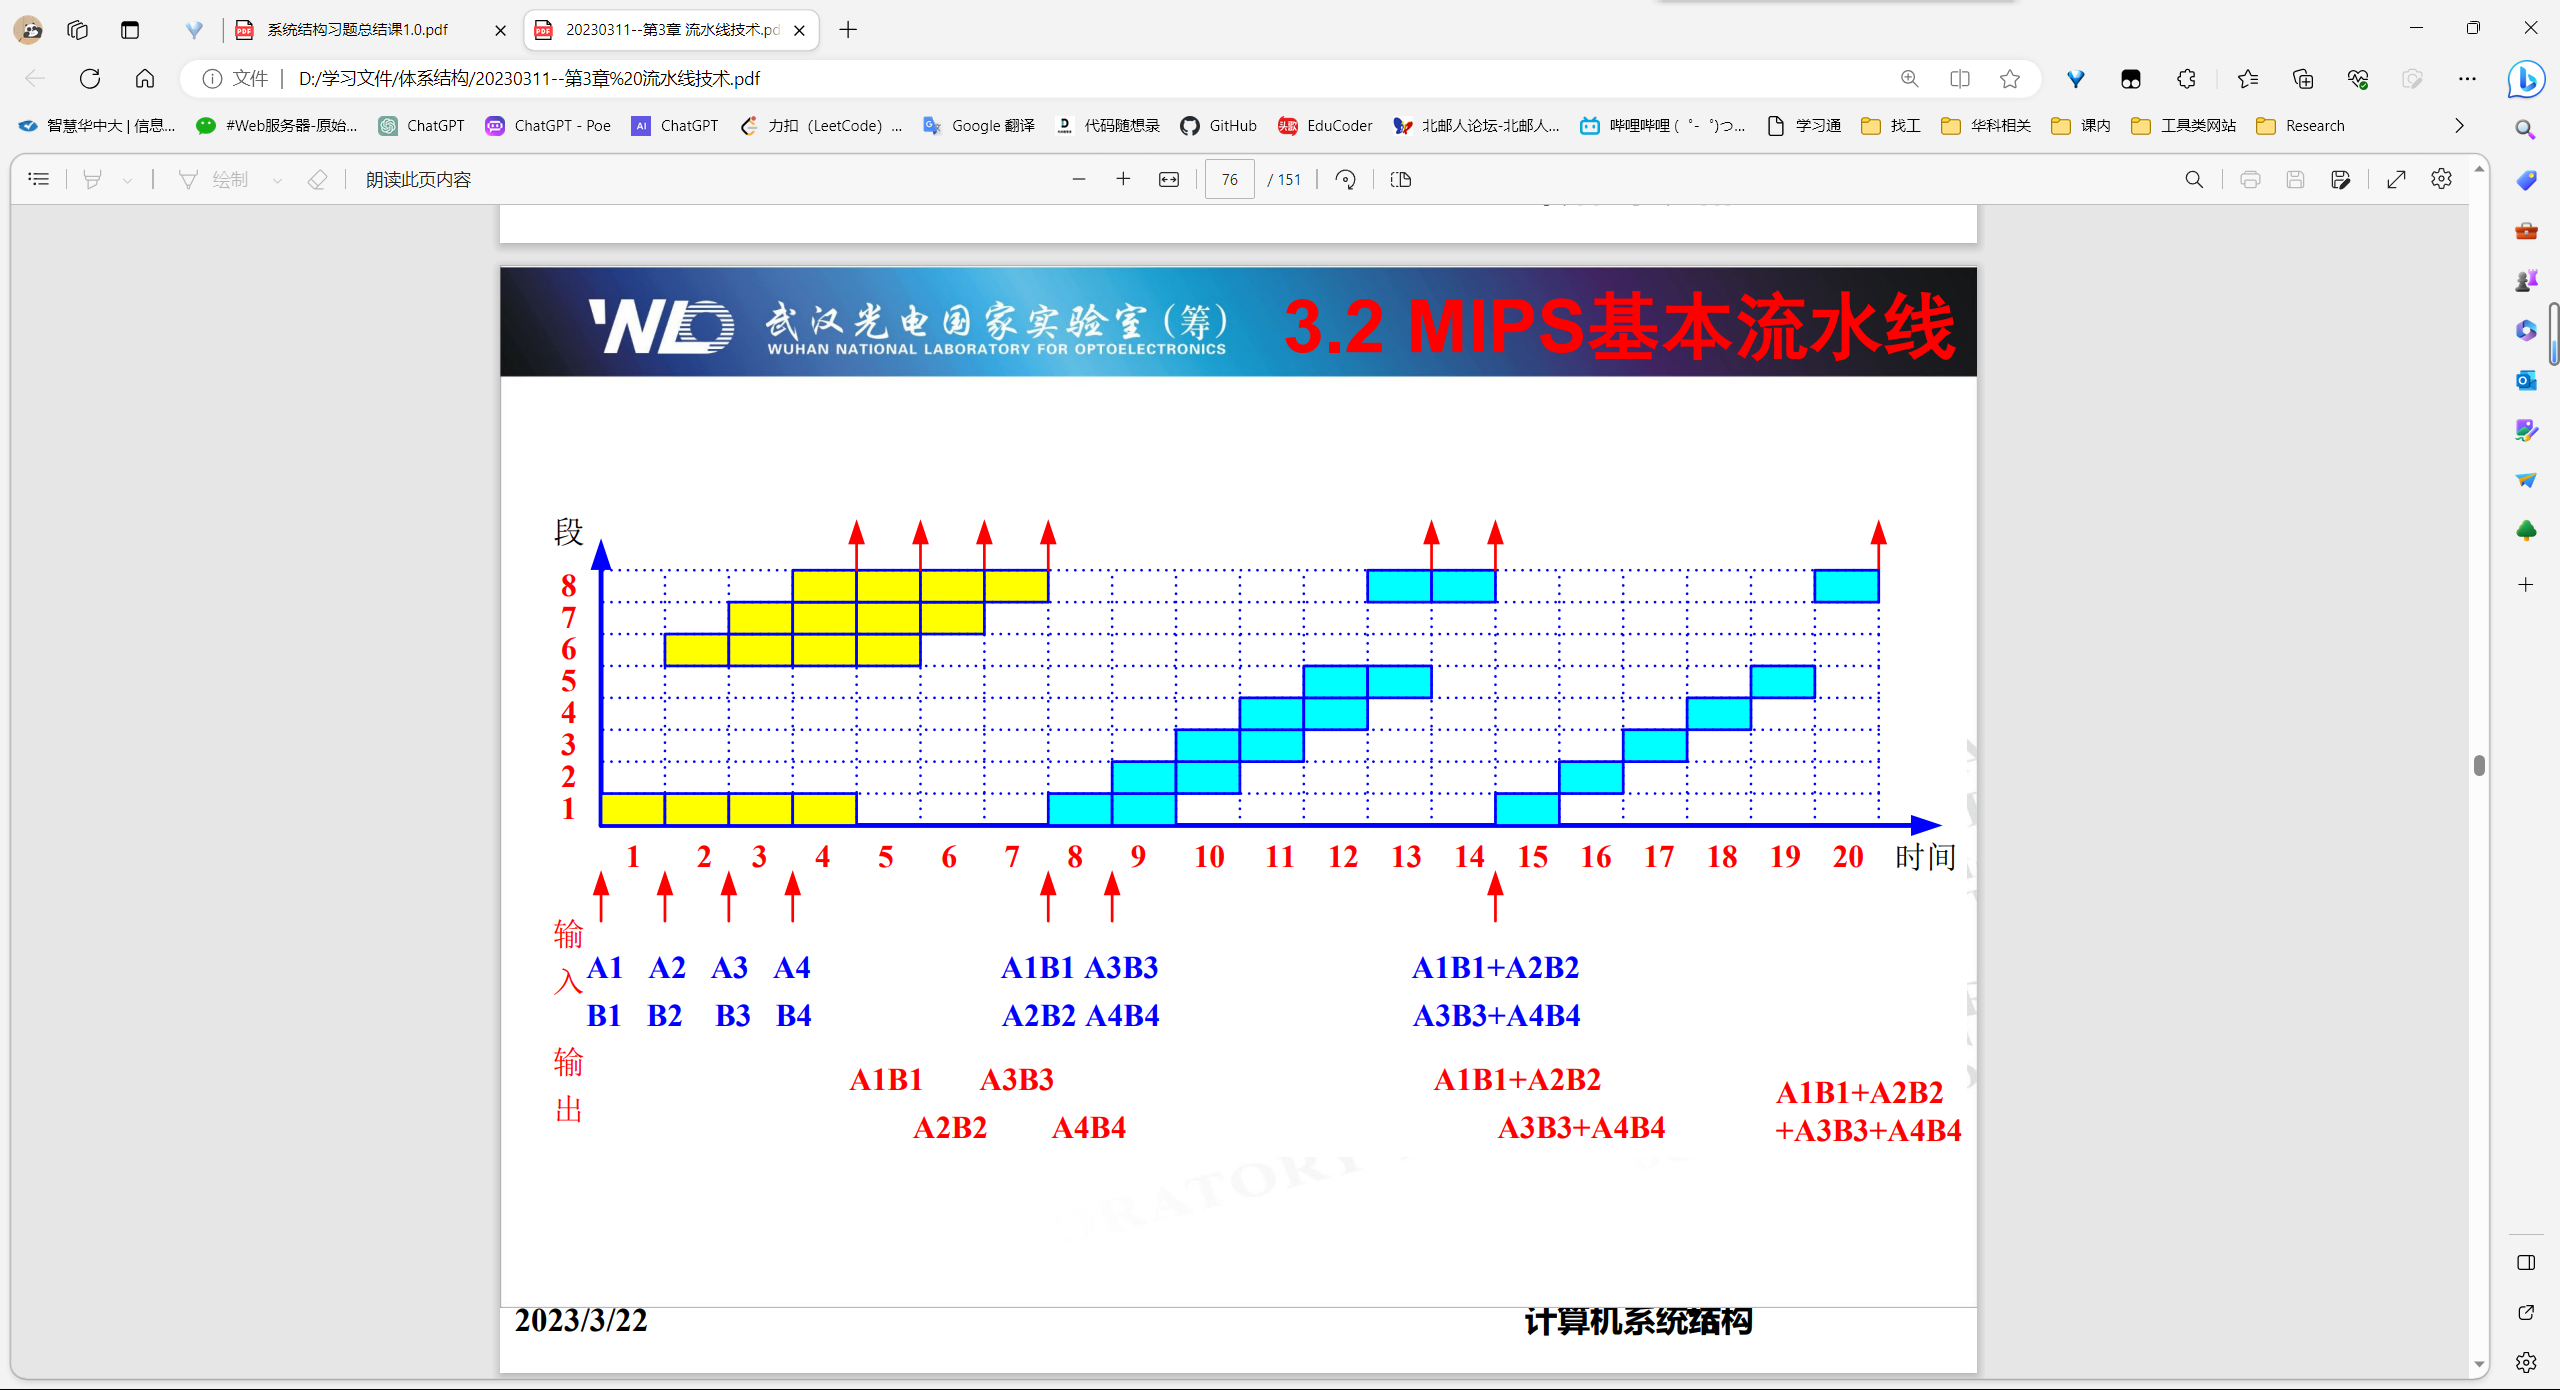 系统结构习题总结课1.0.pdf
20230311--第3章 流水线技术.pd
文件
D:/学习文件/体系结构/20230311--第3章%20流水线技术.pdf
智慧华中大 | 信息...
#Web服务器-原始...
ChatGPT
ChatGPT - Poe
AI
ChatGPT
力扣（LeetCode）...
Google 翻译
代码随想录
GitHub
EduCoder
北邮人论坛-北邮人...
哔哩哔哩 (゜-゜)つ...
学习通
找工
华科相关
课内
工具类网站
Research
绘制
朗读此页内容
76
/ 151
WLO
武汉光电国家实验室（筹）
WUHAN NATIONAL LABORATORY FOR OPTOELECTRONICS
3.2 MIPS基本流水线
段
8
7
6
5
4
3
2
1
1 2 3 4 5 6 7 8 9 10 11 12 13 14 15 16 17 18 19 20 时间
输入
A1 A2 A3 A4 A1B1 A3B3 A1B1+A2B2
B1 B2 B3 B4 A2B2 A4B4 A3B3+A4B4
输出
A1B1 A3B3 A1B1+A2B2 A1B1+A2B2
A2B2 A4B4 A3B3+A4B4 +A3B3+A4B4
ORATORY
2023/3/22
计算机系统结构